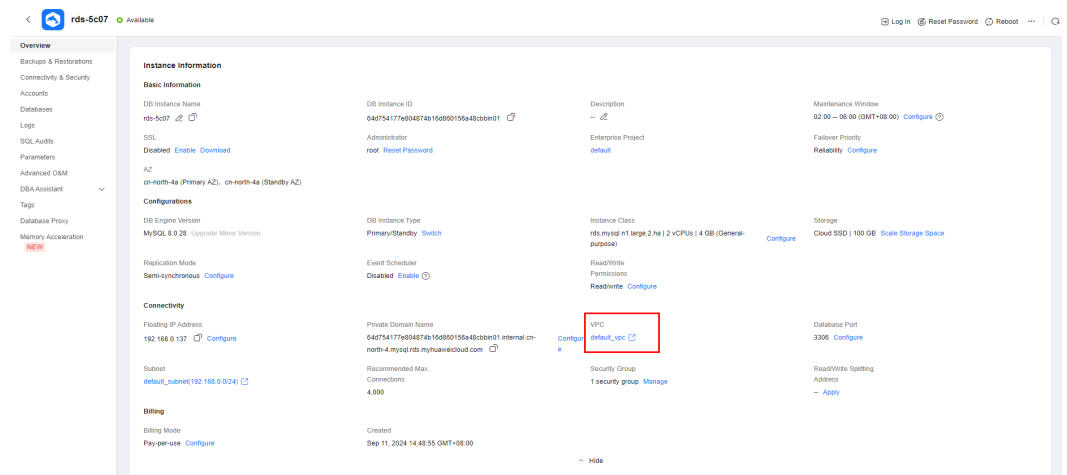 rds-5c07 Available
Log In Reset Password Reboot ···
Overview
Backups & Restorations
Connectivity & Security
Accounts
Databases
Logs
SQL Audits
Parameters
Advanced O&M
DBA Assistant
Tags
Database Proxy
Memory Acceleration
NEW
Instance Information
Basic Information
DB Instance Name
rds-5c07
DB Instance ID
64d754177e804874b16d860156a48cbbin01
Description
--
Maintenance Window
02:00 – 06:00 (GMT+08:00) Configure
SSL
Disabled Enable Download
Administrator
root Reset Password
Enterprise Project
default
Failover Priority
Reliability Configure
AZ
cn-north-4a (Primary AZ), cn-north-4a (Standby AZ)
Configurations
DB Engine Version
MySQL 8.0.28 Upgrade Minor Version
DB Instance Type
Primary/Standby Switch
Instance Class
rds.mysql.n1.large.2.ha | 2 vCPUs | 4 GB (General-
purpose)
Configure
Storage
Cloud SSD | 100 GB Scale Storage Space
Replication Mode
Semi-synchronous Configure
Event Scheduler
Disabled Enable
Read/Write
Permissions
Read/write Configure
Connectivity
Floating IP Address
192.168.0.137 Configure
Private Domain Name
64d754177e804874b16d860156a48cbbin01.internal.cn-
north-4.mysql.rds.myhuaweicloud.com
Configur
e
VPC
default_vpc
Database Port
3306 Configure
Subnet
default_subnet(192.168.0.0/24)
Recommended Max.
Connections
4,000
Security Group
1 security group Manage
Read/Write Splitting
Address
– Apply
Billing
Billing Mode
Pay-per-use Configure
Created
Sep 11, 2024 14:48:55 GMT+08:00
Hide